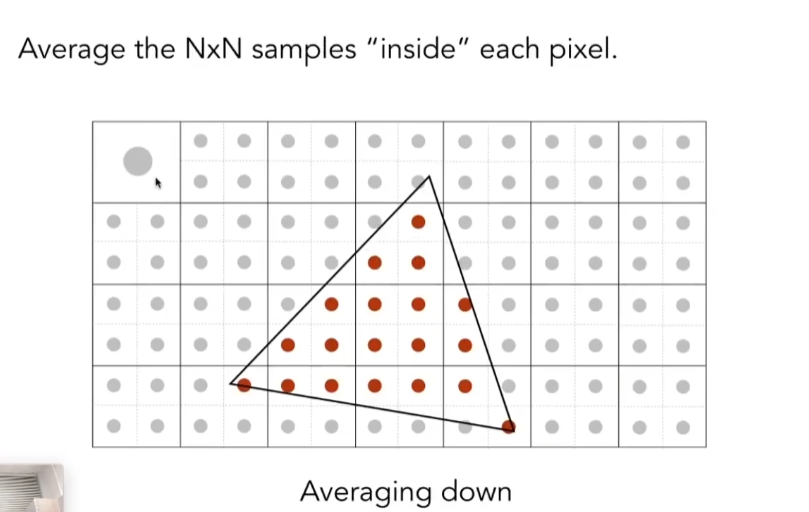 Average the NxN samples “inside” each pixel.
Averaging down